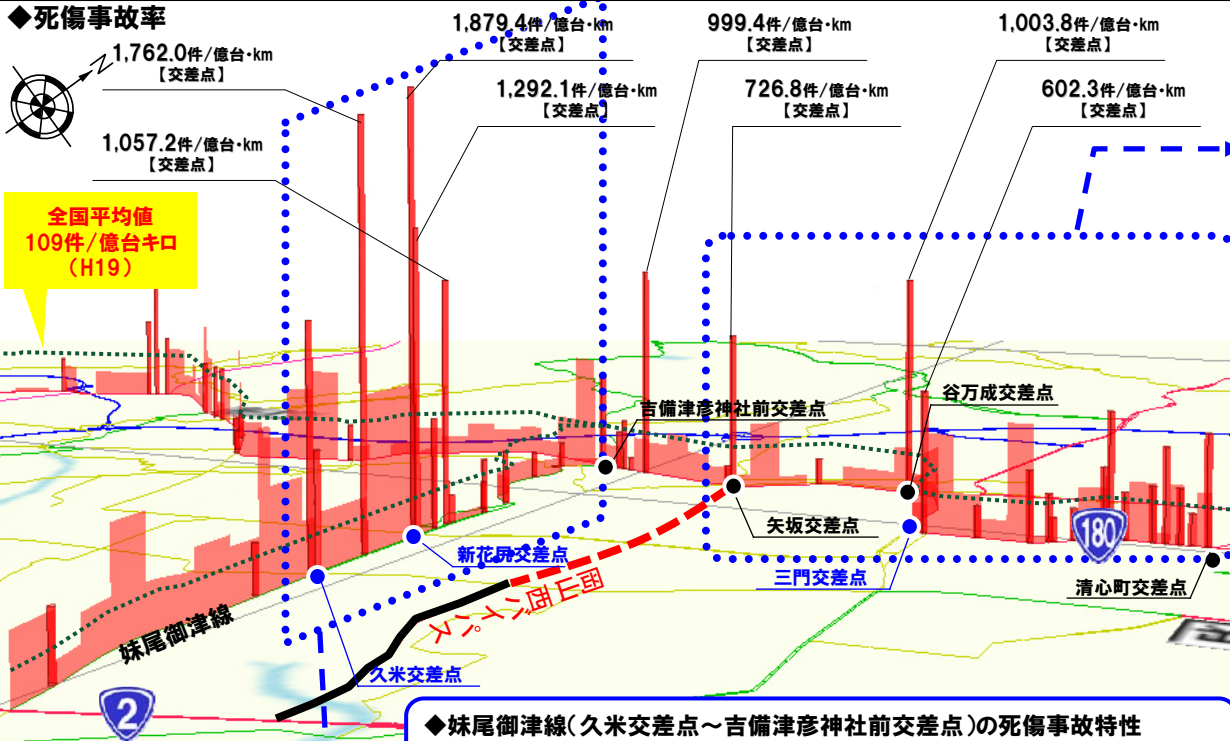 ◆死傷事故率
N
1,762.0件/億台・km
【交差点】
1,879.4件/億台・km
【交差点】
999.4件/億台・km
【交差点】
1,003.8件/億台・km
【交差点】
1,292.1件/億台・km
【交差点】
726.8件/億台・km
【交差点】
602.3件/億台・km
【交差点】
1,057.2件/億台・km
【交差点】
全国平均値
109件/億台キロ
（H19）
吉備津彦神社前交差点
谷万成交差点
矢坂交差点
180
新花尻交差点
三門交差点
清心町交差点
岡山西バイパス
妹尾御津線
久米交差点
2
◆妹尾御津線（久米交差点～吉備津彦神社前交差点）の死傷事故特性